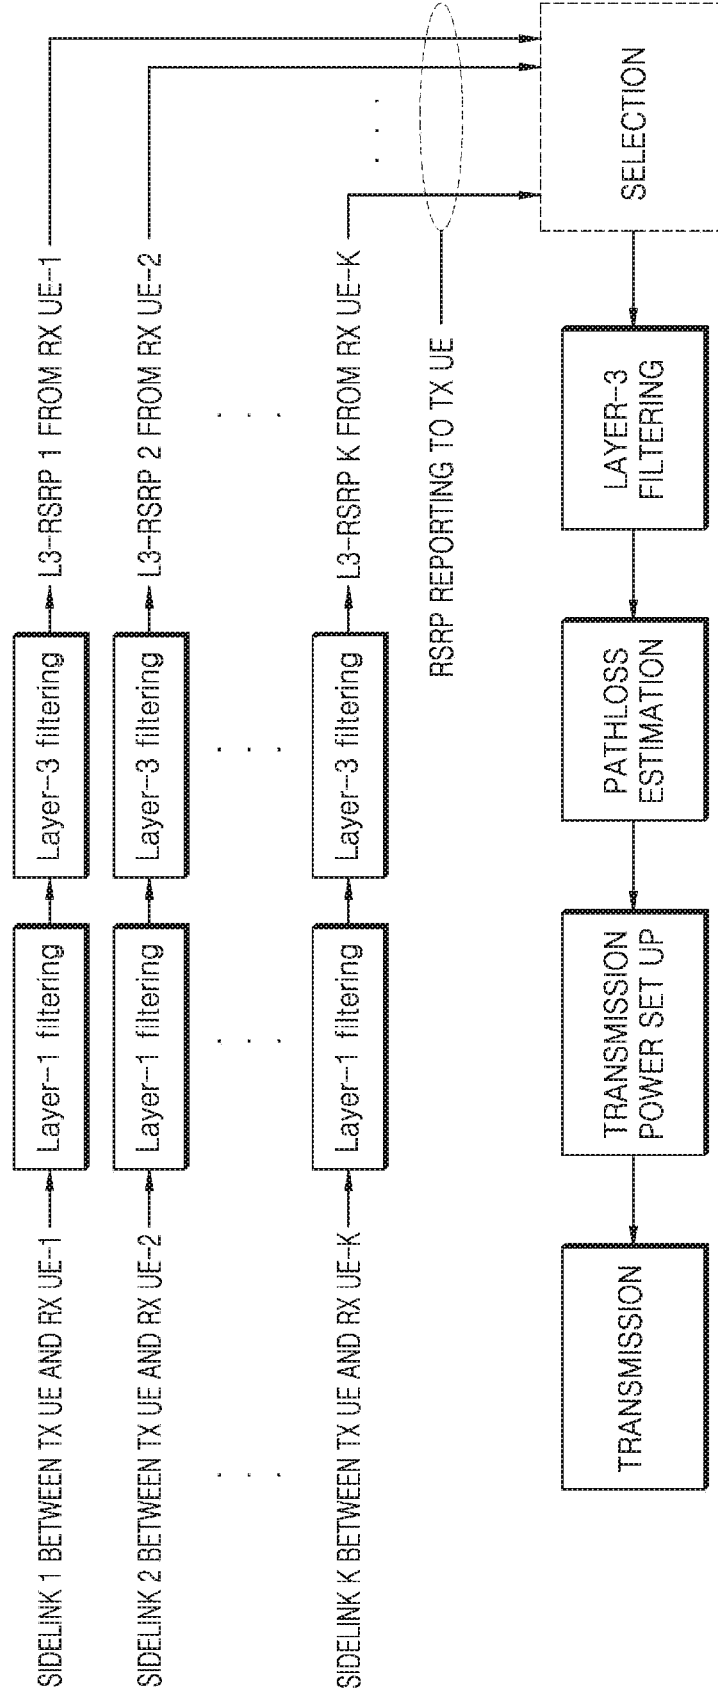 SIDELINK 1 BETWEEN TX UE AND RX UE-1
Layer-1 filtering
Layer-3 filtering
L3-RSRP 1 FROM RX UE-1
SIDELINK 2 BETWEEN TX UE AND RX UE-2
Layer-1 filtering
Layer-3 filtering
L3-RSRP 2 FROM RX UE-2
SIDELINK K BETWEEN TX UE AND RX UE-K
Layer-1 filtering
Layer-3 filtering
L3-RSRP K FROM RX UE-K
RSRP REPORTING TO TX UE
TRANSMISSION
TRANSMISSION
POWER SET UP
PATHLOSS
ESTIMATION
LAYER-3
FILTERING
SELECTION